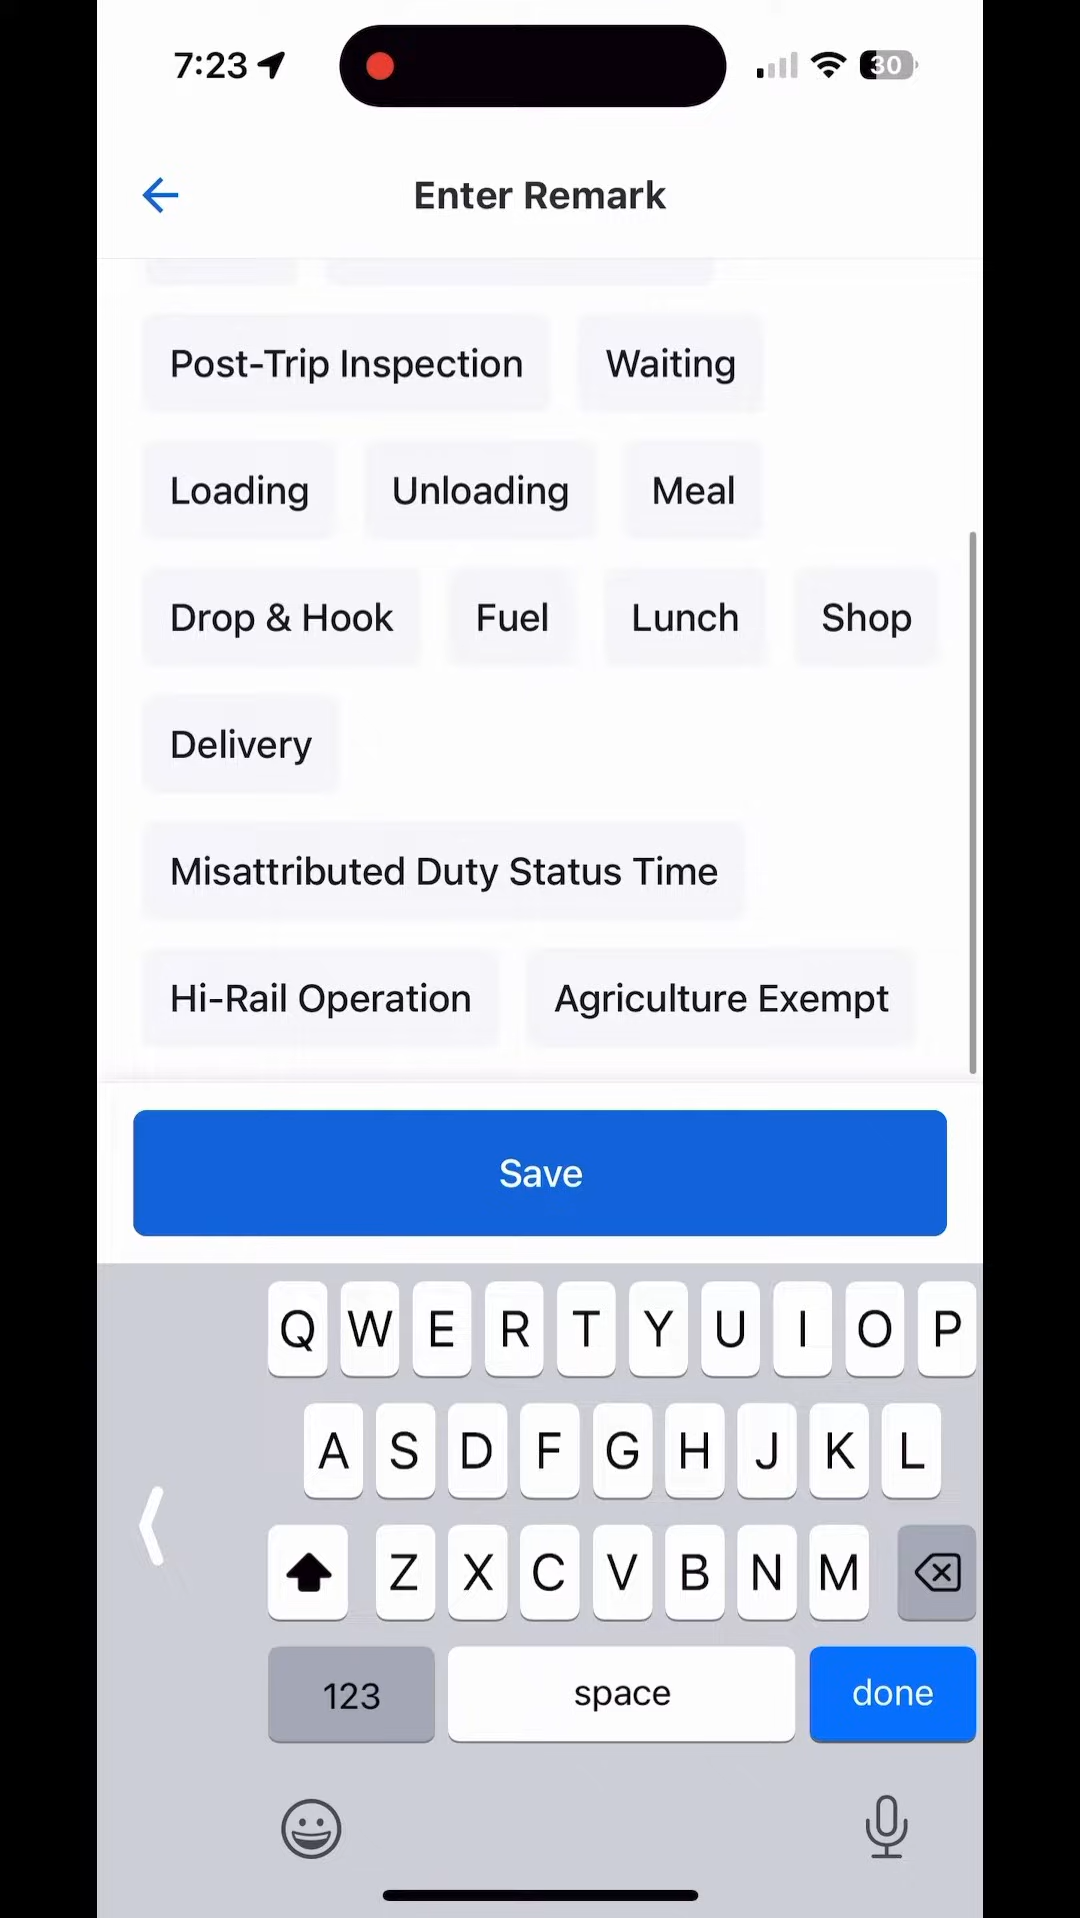 7:23
30
Enter Remark
Post-Trip Inspection Waiting
Loading Unloading Meal
Drop & Hook Fuel Lunch Shop
Delivery
Misattributed Duty Status Time
Hi-Rail Operation Agriculture Exempt
Save
Q W E R T Y U I O P
A S D F G H J K L
Z X C V B N M
123 space done